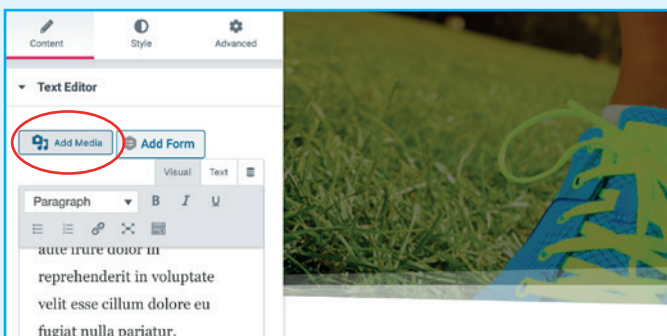 Content Style Advanced
Text Editor
Add Media Add Form
Visual Text
Paragraph B I U
aute irure dolor in
reprehenderit in voluptate
velit esse cillum dolore eu
fugiat nulla pariatur.